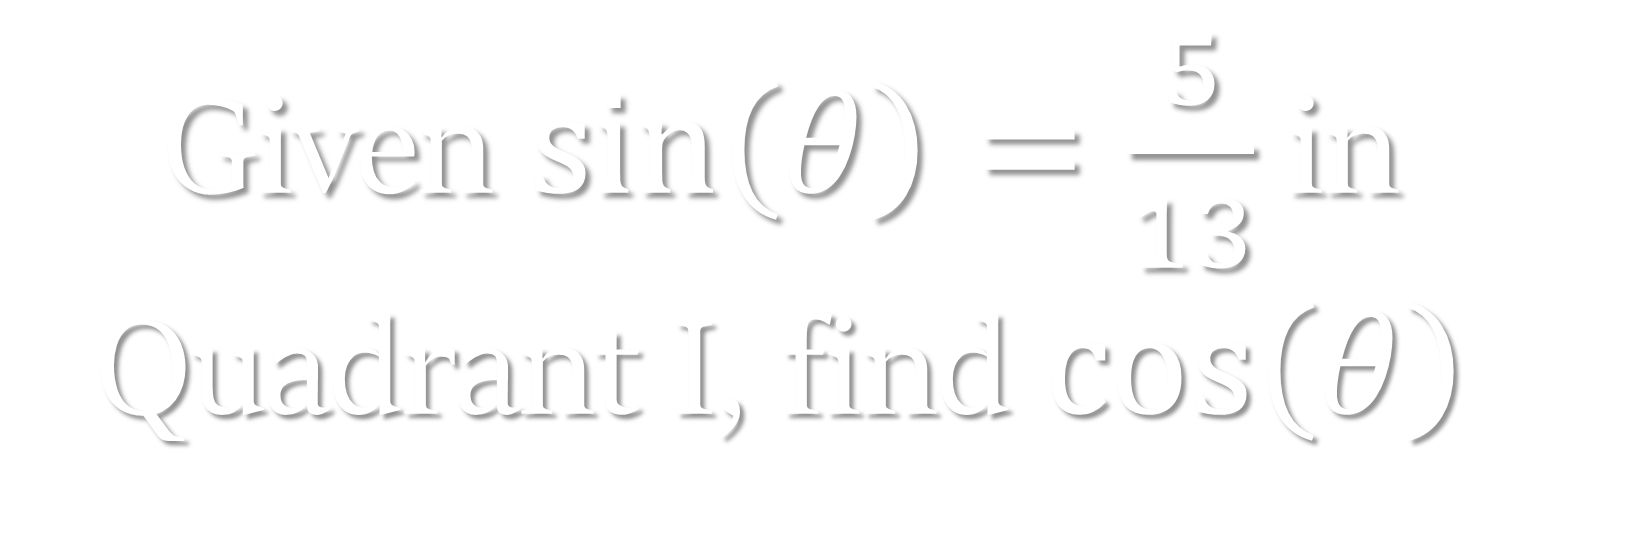 Given sin(θ) = 5/13 in
Quadrant I, find cos(θ)